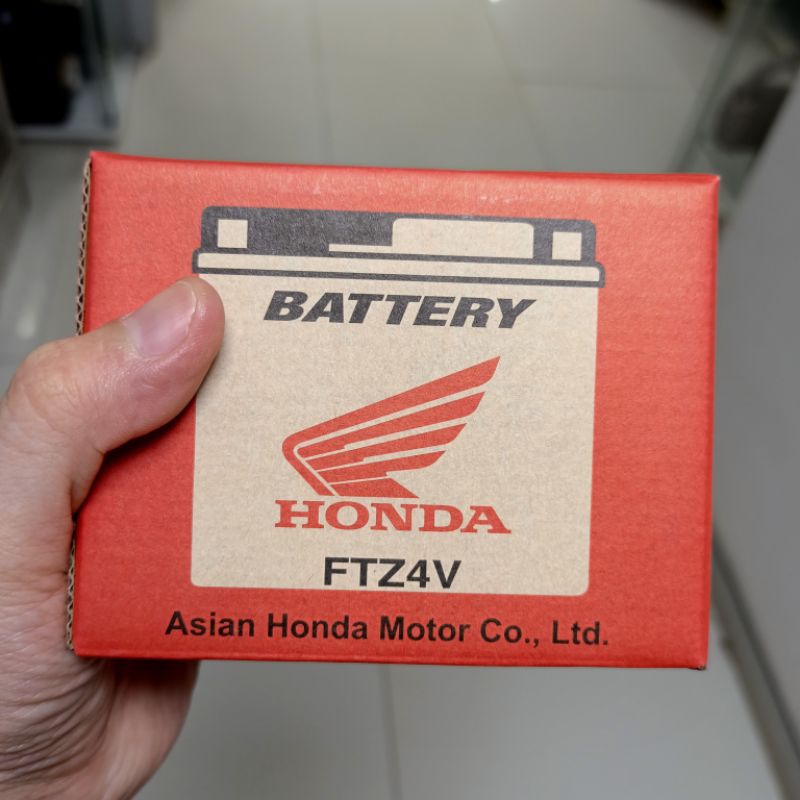 BATTERY
HONDA
FTZ4V
Asian Honda Motor Co., Ltd.